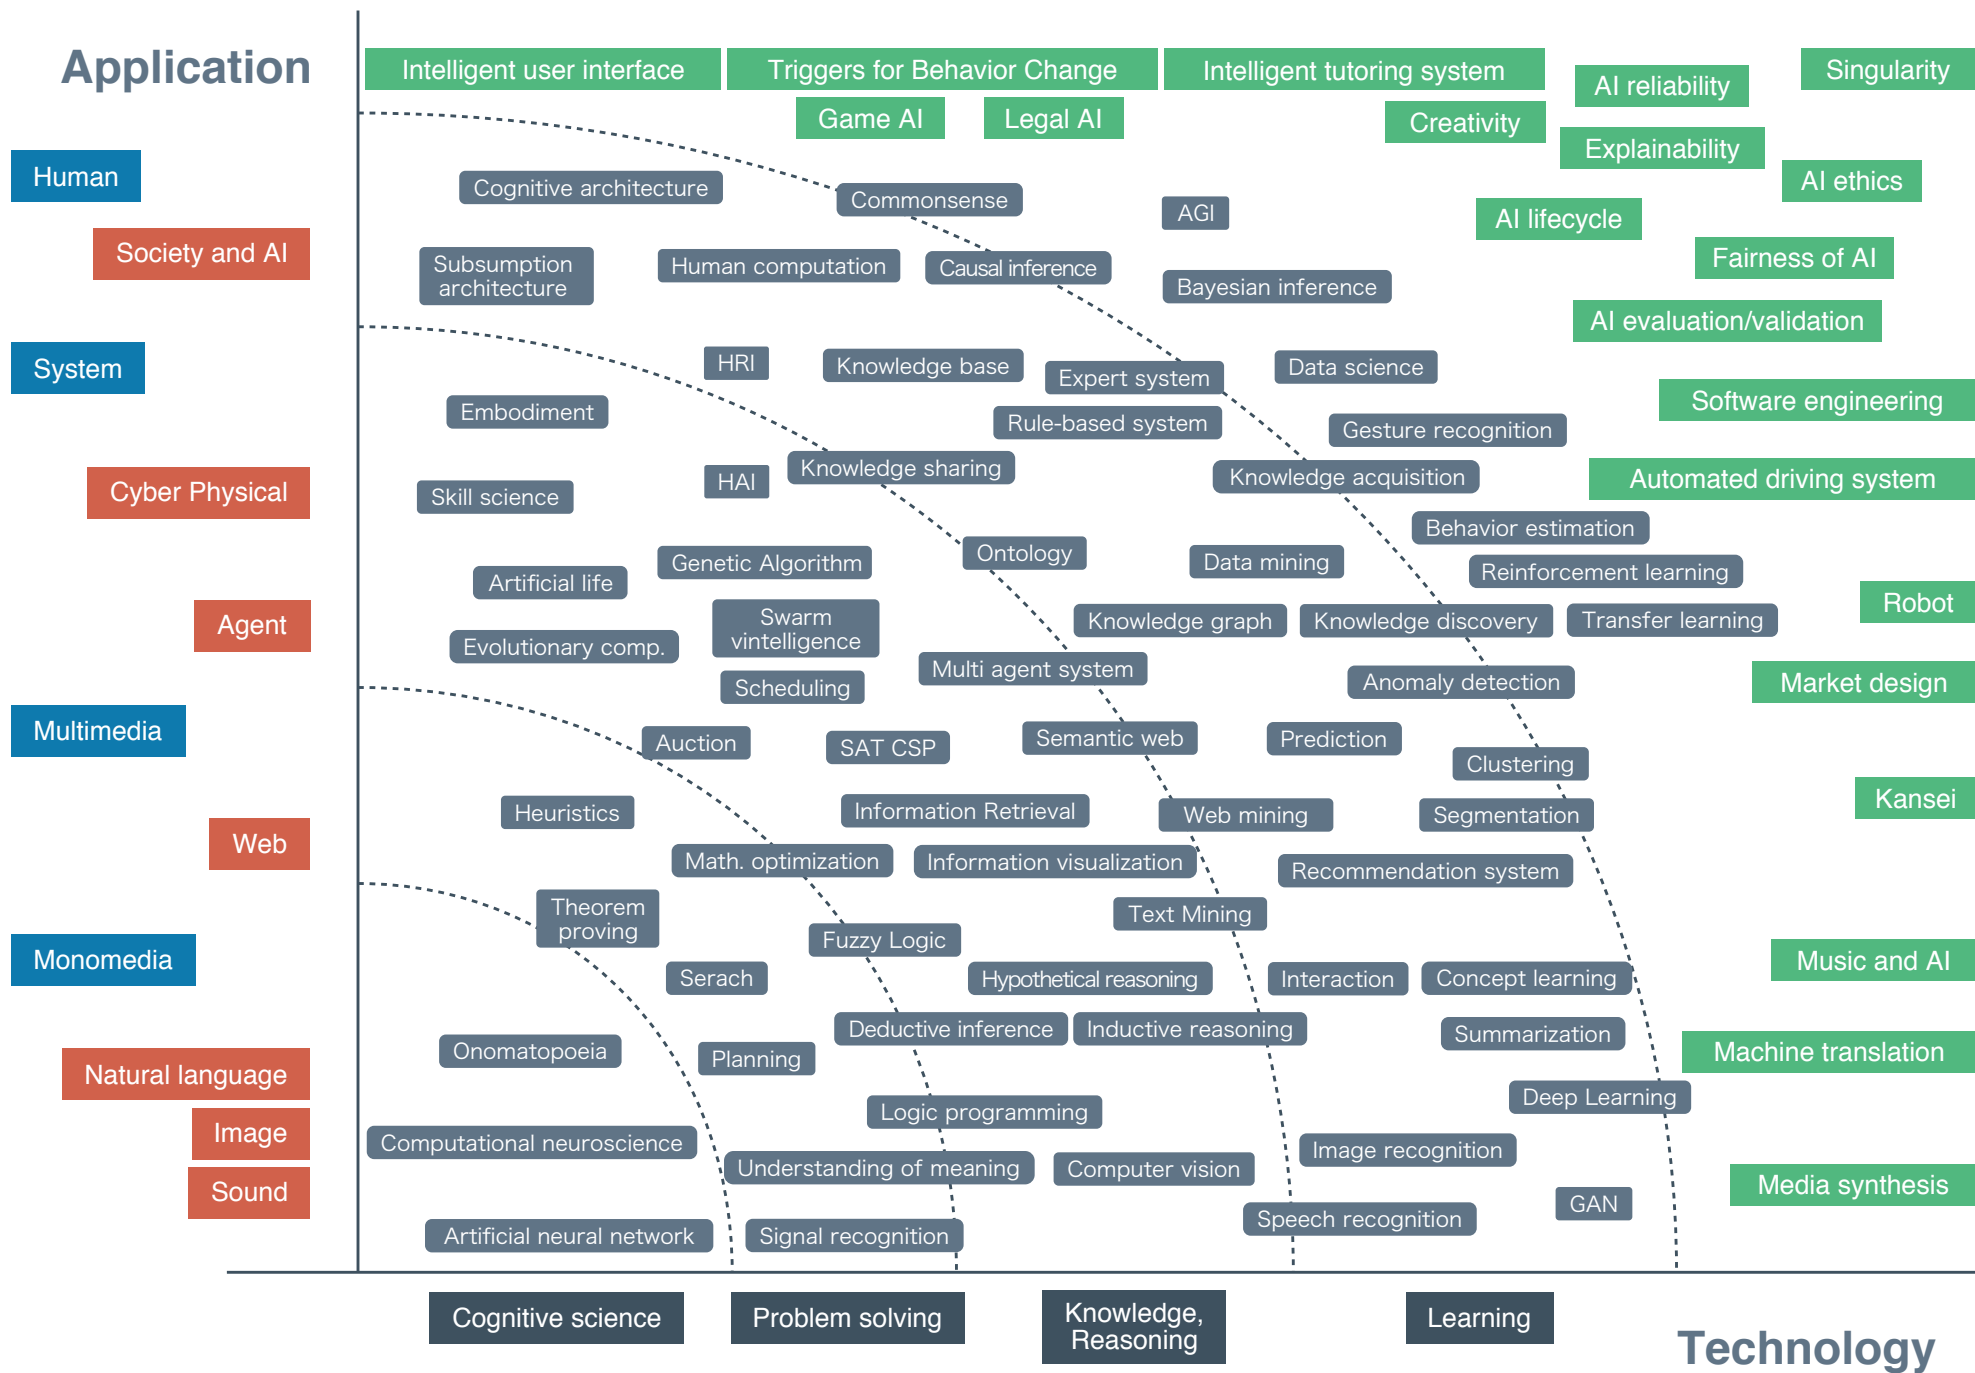 Application
Intelligent user interface
Triggers for Behavior Change
Intelligent tutoring system
Singularity
AI reliability
Game AI
Legal AI
Creativity
Explainability
Human
Cognitive architecture
Commonsense
AGI
AI ethics
AI lifecycle
Society and AI
Subsumption
architecture
Human computation
Causal inference
Bayesian inference
Fairness of AI
AI evaluation/validation
System
HRI
Knowledge base
Expert system
Data science
Software engineering
Embodiment
Rule-based system
Gesture recognition
Cyber Physical
Skill science
HAI
Knowledge sharing
Knowledge acquisition
Automated driving system
Behavior estimation
Genetic Algorithm
Ontology
Data mining
Reinforcement learning
Artificial life
Robot
Agent
Evolutionary comp.
Swarm
vintelligence
Knowledge graph
Knowledge discovery
Transfer learning
Multi agent system
Scheduling
Anomaly detection
Market design
Multimedia
Auction
SAT CSP
Semantic web
Prediction
Clustering
Kansei
Heuristics
Information Retrieval
Web mining
Segmentation
Web
Math. optimization
Information visualization
Recommendation system
Theorem
proving
Text Mining
Fuzzy Logic
Monomedia
Serach
Hypothetical reasoning
Interaction
Concept learning
Music and AI
Deductive inference
Inductive reasoning
Summarization
Onomatopoeia
Planning
Machine translation
Natural language
Deep Learning
Logic programming
Image
Computational neuroscience
Understanding of meaning
Computer vision
Image recognition
Media synthesis
Sound
GAN
Artificial neural network
Signal recognition
Speech recognition
Cognitive science
Problem solving
Knowledge,
Reasoning
Learning
Technology